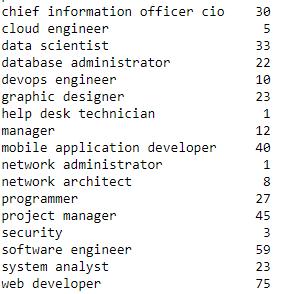 chief information officer cio 30
cloud engineer 5
data scientist 33
database administrator 22
devops engineer 10
graphic designer 23
help desk technician 1
manager 12
mobile application developer 40
network administrator 1
network architect 8
programmer 27
project manager 45
security 3
software engineer 59
system analyst 23
web developer 75